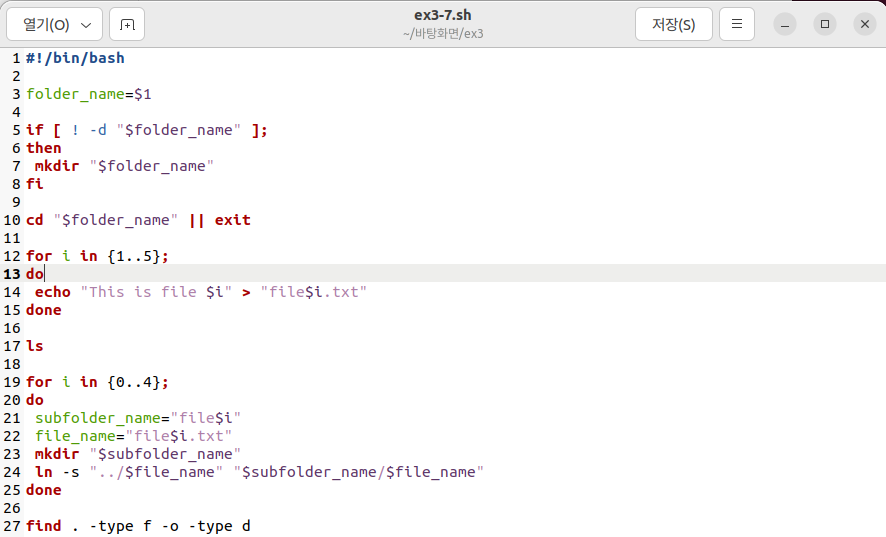 열기(O)
ex3-7.sh
~/바탕화면/ex3
저장(S)
1 #!/bin/bash
2
3 folder_name=$1
4
5 if [ ! -d "$folder_name" ];
6 then
7  mkdir "$folder_name"
8 fi
9
10 cd "$folder_name" || exit
11
12 for i in {1..5};
13 do
14  echo "This is file $i" > "file$i.txt"
15 done
16
17 ls
18
19 for i in {0..4};
20 do
21  subfolder_name="file$i"
22  file_name="file$i.txt"
23  mkdir "$subfolder_name"
24  ln -s "../$file_name" "$subfolder_name/$file_name"
25 done
26
27 find . -type f -o -type d